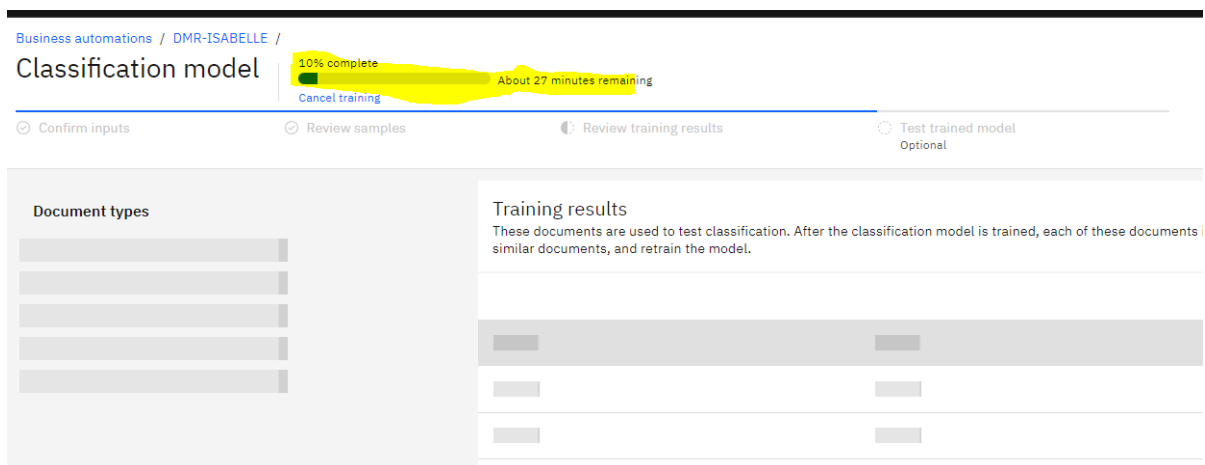 Business automations / DMR-ISABELLE /
Classification model
10% complete
About 27 minutes remaining
Cancel training
Confirm inputs
Review samples
Review training results
Test trained model
Optional
Document types
Training results
These documents are used to test classification. After the classification model is trained, each of these documents i
similar documents, and retrain the model.